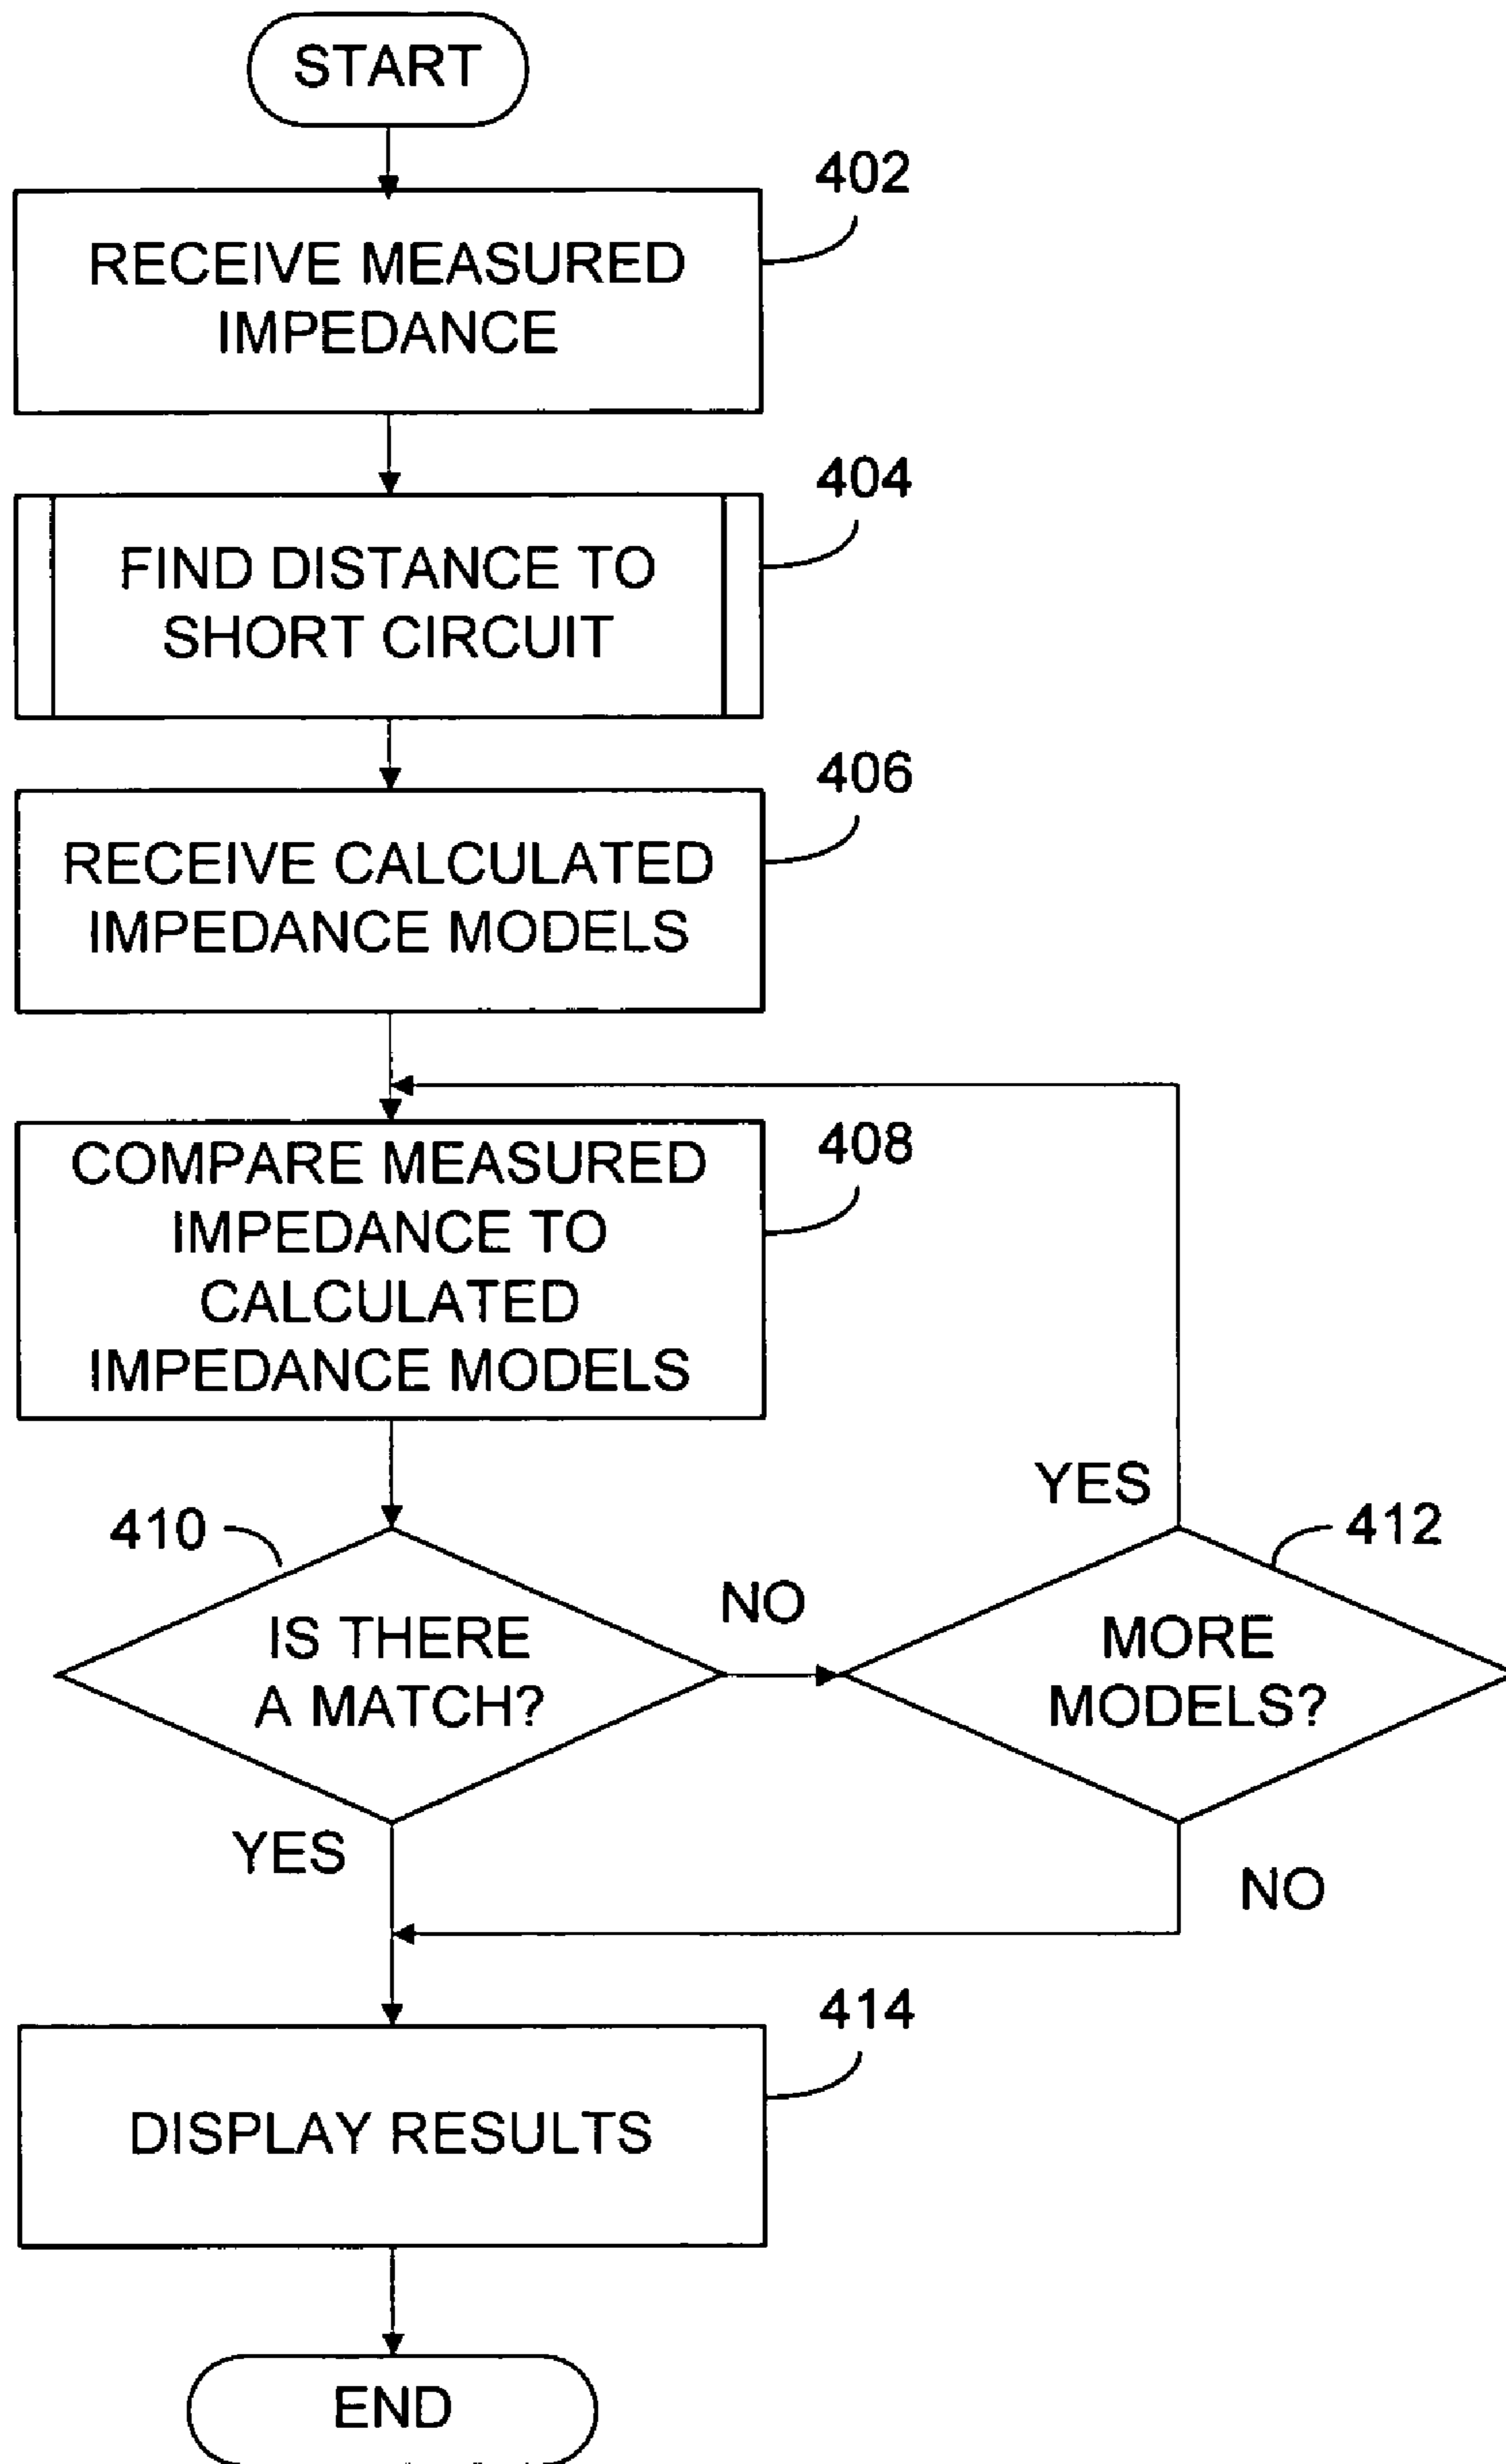 START
402
RECEIVE MEASURED
IMPEDANCE
404
FIND DISTANCE TO
SHORT CIRCUIT
406
RECEIVE CALCULATED
IMPEDANCE MODELS
408
COMPARE MEASURED
IMPEDANCE TO
CALCULATED
IMPEDANCE MODELS
410
IS THERE
A MATCH?
NO
YES
412
MORE
MODELS?
YES
NO
414
DISPLAY RESULTS
END